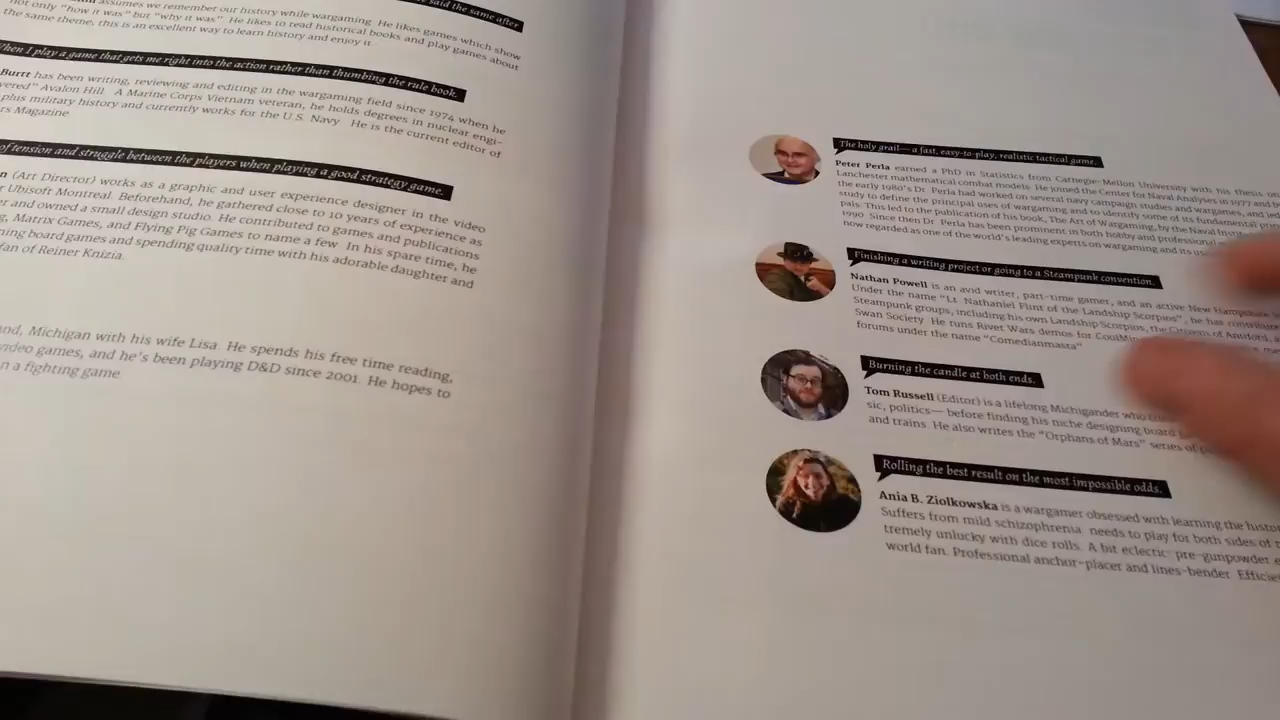 said the same after
assumes we remember our history while wargaming. He likes games which show
not only "how it was" but "why it was". He likes to read historical books and play games about
the same theme, this is an excellent way to learn history and enjoy it.
When I play a game that gets me right into the action rather than thumbing the rule book.
Burtt has been writing, reviewing and editing in the wargaming field since 1974 when he
vered" Avalon Hill. A Marine Corps Vietnam veteran, he holds degrees in nuclear engi-
plus military history and currently works for the U.S. Navy. He is the current editor of
rs Magazine
of tension and struggle between the players when playing a good strategy game.
n (Art Director) works as a graphic and user experience designer in the video
r Ubisoft Montreal. Beforehand, he gathered close to 10 years of experience as
er and owned a small design studio. He contributed to games and publications
g, Matrix Games, and Flying Pig Games to name a few. In his spare time, he
ning board games and spending quality time with his adorable daughter and
fan of Reiner Knizia.
and, Michigan with his wife Lisa. He spends his free time reading,
video games, and he's been playing D&D since 2001. He hopes to
n a fighting game.
The holy grail— a fast, easy-to-play, realistic tactical game.
Peter Perla earned a PhD in Statistics from Carnegie-Mellon University with his thesis on
Lanchester mathematical combat models. He joined the Center for Naval Analyses in 1977 and b
the early 1980's Dr. Perla had worked on several navy campaign studies and wargames, and led
study to define the principal uses of wargaming and to identify some of its fundamental princ
pals. This led to the publication of his book, The Art of Wargaming, by the Naval Institute
1990. Since then Dr. Perla has been prominent in both hobby and professional
now regarded as one of the world's leading experts on wargaming and its us
Finishing a writing project or going to a Steampunk convention.
Nathan Powell is an avid writer, part-time gamer, and an active New Hampshire
Under the name "Lt. Nathaniel Flint of the Landship Scorpios", he has contribute
Steampunk groups, including his own Landship Scorpios, the Citizens of Antiford, a
Swan Society. He runs Rivet Wars demos for CoolMin
forums under the name "Comedianmasta"
Burning the candle at both ends.
Tom Russell (Editor) is a lifelong Michigander who
sic, politics— before finding his niche designing board
and trains. He also writes the "Orphans of Mars" series of
Rolling the best result on the most impossible odds.
Ania B. Ziolkowska is a wargamer obsessed with learning the histor
Suffers from mild schizophrenia: needs to play for both sides of
tremely unlucky with dice rolls. A bit eclectic: pre-gunpowder e
world fan. Professional anchor-placer and lines-bender. Efficie